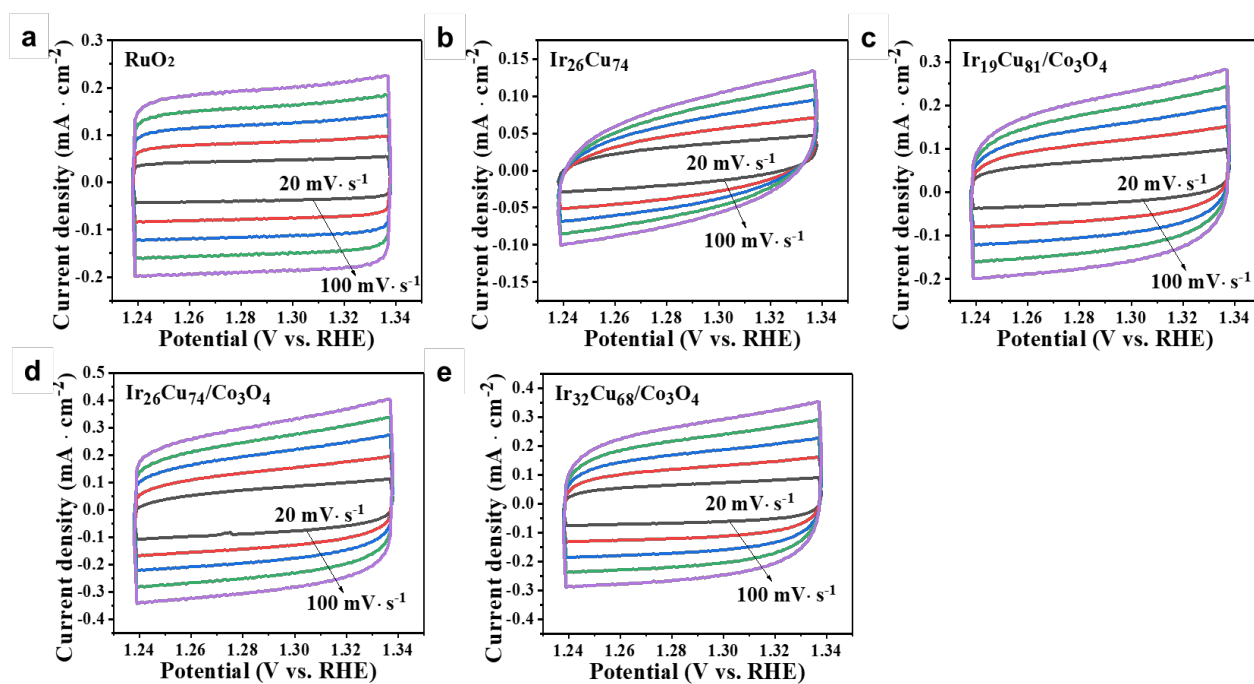 a
RuO₂
0.3
0.2
0.1
0.0
-0.1
-0.2
20 mV· s⁻¹
100 mV· s⁻¹
1.24 1.26 1.28 1.30 1.32 1.34
Potential (V vs. RHE)
Current density (mA · cm⁻²)
b
Ir₂₆Cu₇₄
0.15
0.10
0.05
0.00
-0.05
-0.10
-0.15
20 mV· s⁻¹
100 mV· s⁻¹
1.24 1.26 1.28 1.30 1.32 1.34
Potential (V vs. RHE)
Current density (mA · cm⁻²)
c
Ir₁₉Cu₈₁/Co₃O₄
0.3
0.2
0.1
0.0
-0.1
-0.2
20 mV· s⁻¹
100 mV· s⁻¹
1.24 1.26 1.28 1.30 1.32 1.34
Potential (V vs. RHE)
Current density (mA · cm⁻²)
d
Ir₂₆Cu₇₄/Co₃O₄
0.5
0.4
0.3
0.2
0.1
0.0
-0.1
-0.2
-0.3
-0.4
20 mV· s⁻¹
100 mV· s⁻¹
1.24 1.26 1.28 1.30 1.32 1.34
Potential (V vs. RHE)
Current density (mA · cm⁻²)
e
Ir₃₂Cu₆₈/Co₃O₄
0.4
0.3
0.2
0.1
0.0
-0.1
-0.2
-0.3
-0.4
20 mV· s⁻¹
100 mV· s⁻¹
1.24 1.26 1.28 1.30 1.32 1.34
Potential (V vs. RHE)
Current density (mA · cm⁻²)